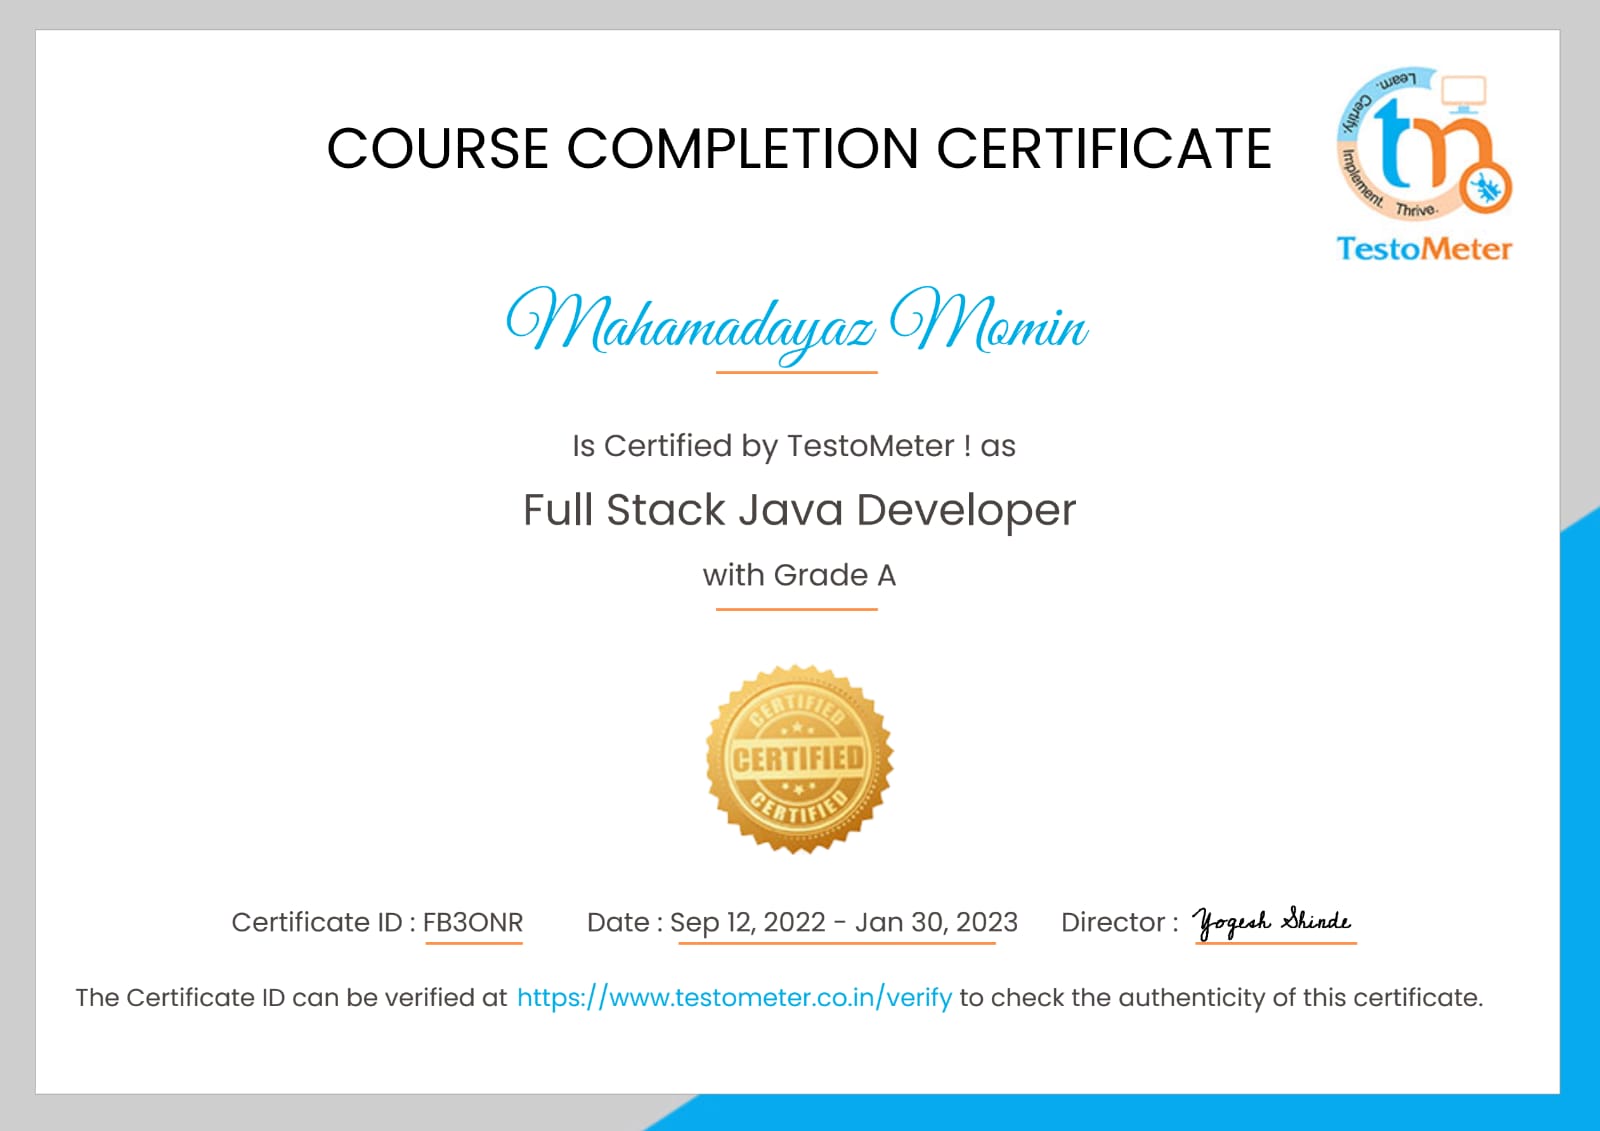 Learn. Certify. Implement. Thrive.
TestoMeter
COURSE COMPLETION CERTIFICATE
Mahamadayaz Momin
Is Certified by TestoMeter ! as
Full Stack Java Developer
with Grade A
CERTIFIED
CERTIFIED
CERTIFIED
Certificate ID : FB3ONR Date : Sep 12, 2022 - Jan 30, 2023 Director : Yogesh Shinde
The Certificate ID can be verified at https://www.testometer.co.in/verify to check the authenticity of this certificate.